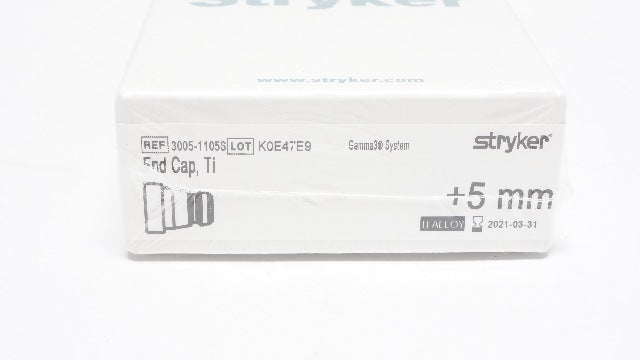 stryker
www.stryker.com
REF 3005-1105S LOT K0E47E9 Gamma3® System stryker®
End Cap, Ti
+5 mm
TI ALLOY 2021-03-31